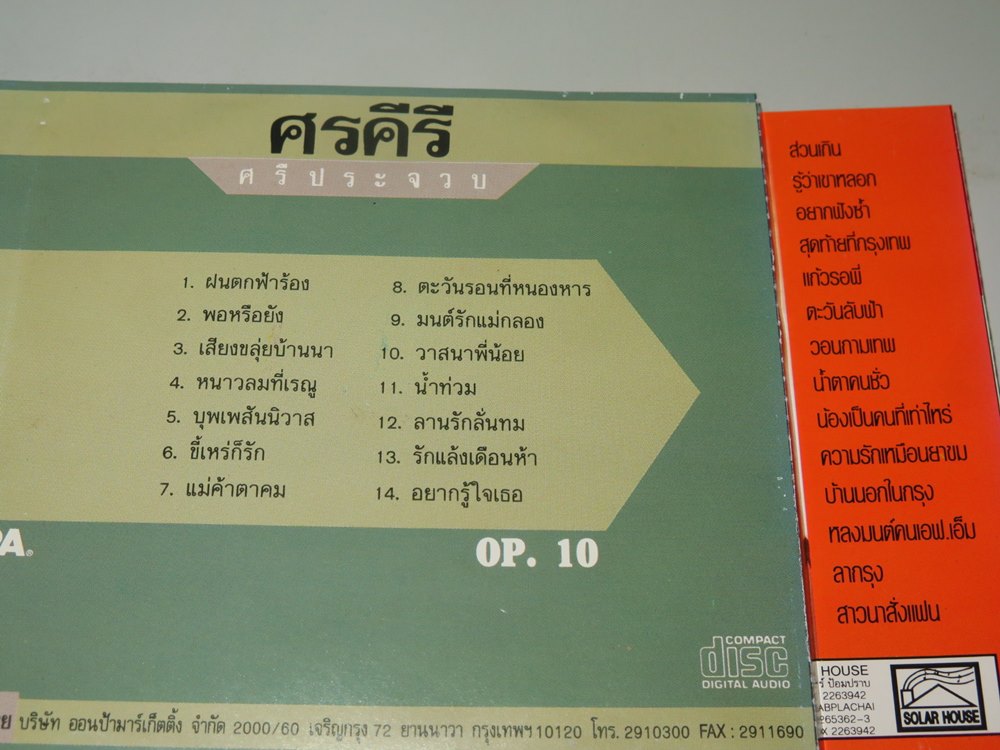 ศรคีรี
ศรีประจวบ
1. ฝนตกฟ้าร้อง
2. พอหรือยัง
3. เสียงขลุ่ยบ้านนา
4. หนาวลมที่เรณู
5. บุพเพสันนิวาส
6. ขี้เหร่ก็รัก
7. แม่ค้าตาคม
8. ตะวันรอนที่หนองหาร
9. มนต์รักแม่กลอง
10. วาสนาพี่น้อย
11. น้ำท่วม
12. ลานรักลั่นทม
13. รักแล้งเดือนห้า
14. อยากรู้ใจเธอ
PA®
OP. 10
COMPACT
disc
DIGITAL AUDIO
ย บริษัท ออนป้ามาร์เก็ตติ้ง จำกัด 2000/60 เจริญกรุง 72 ยานนาวา กรุงเทพฯ10120 โทร. 2910300 FAX : 2911690
ส่วนเกิน
รู้ว่าเขาหลอก
อยากฟังซ้ำ
สุดท้ายที่กรุงเทพ
แก้วรอพี่
ตะวันลับฟ้า
วอนกามเทพ
น้ำตาคนชั่ว
น้องเป็นคนที่เท่าไหร่
ความรักเหมือนยาขม
บ้านนอกในกรุง
หลงมนต์คนเอฟ.เอ็ม
ลากรุง
สาวนาสั่งแฟน
HOUSE
ร์ ป้อมปราบ
2263942
ABPLACHAI
265362-3
X 2263942
SOLAR HOUSE